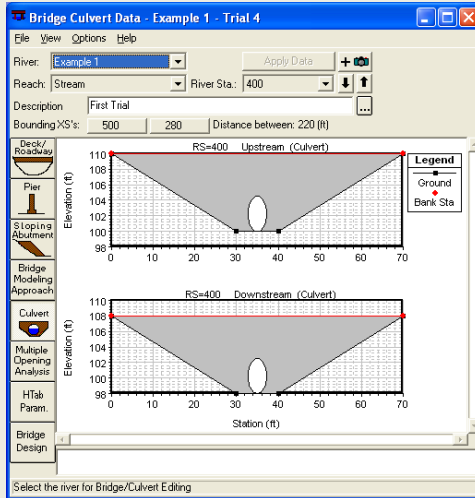 Bridge Culvert Data - Example 1 - Trial 4
File View Options Help
River: Example 1 Apply Data
Reach: Stream River Sta.: 400
Description First Trial ...
Bounding XS's: 500 280 Distance between: 220 (ft)
Deck/
Roadway
Pier
Sloping
Abutment
Bridge
Modeling
Approach
Culvert
Multiple
Opening
Analysis
HTab
Param.
Bridge
Design
RS=400 Upstream (Culvert)
Elevation (ft)
110
108
106
104
102
100
98
0 10 20 30 40 50 60 70
Legend
Ground
Bank Sta
RS=400 Downstream (Culvert)
Elevation (ft)
110
108
106
104
102
100
98
0 10 20 30 40 50 60 70
Station (ft)
Select the river for Bridge/Culvert Editing